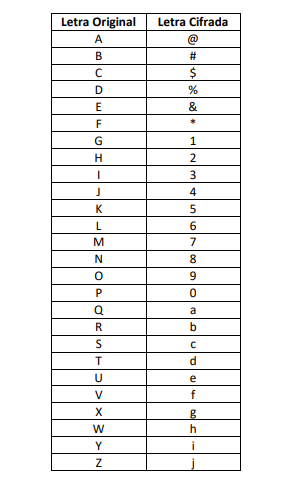 Letra Original Letra Cifrada
A @
B #
C $
D %
E &
F *
G 1
H 2
I 3
J 4
K 5
L 6
M 7
N 8
O 9
P 0
Q a
R b
S c
T d
U e
V f
X g
W h
Y i
Z j